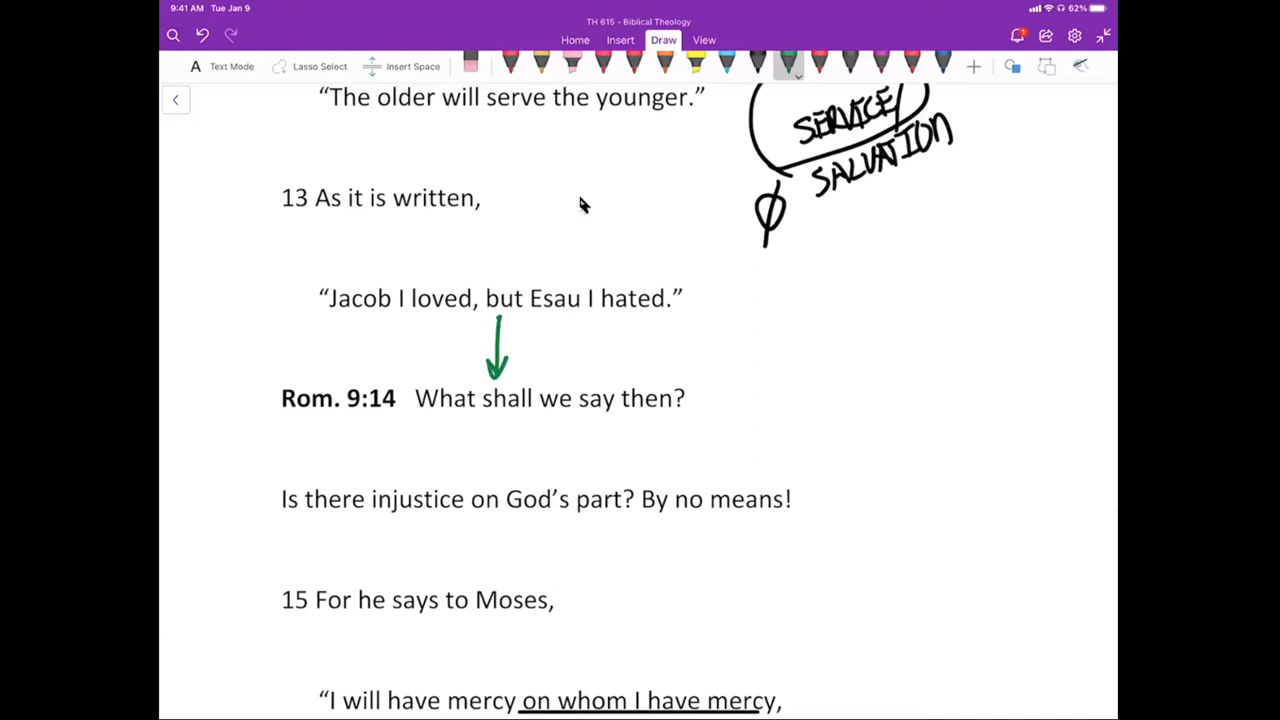 9:41 AM Tue Jan 9
62%
TH 615 - Biblical Theology
Home Insert Draw View
1
A Text Mode Lasso Select Insert Space
“The older will serve the younger.”
SERVICE/
SALVATION
13 As it is written,
“Jacob I loved, but Esau I hated.”
Rom. 9:14 What shall we say then?
Is there injustice on God’s part? By no means!
15 For he says to Moses,
“I will have mercy on whom I have mercy,